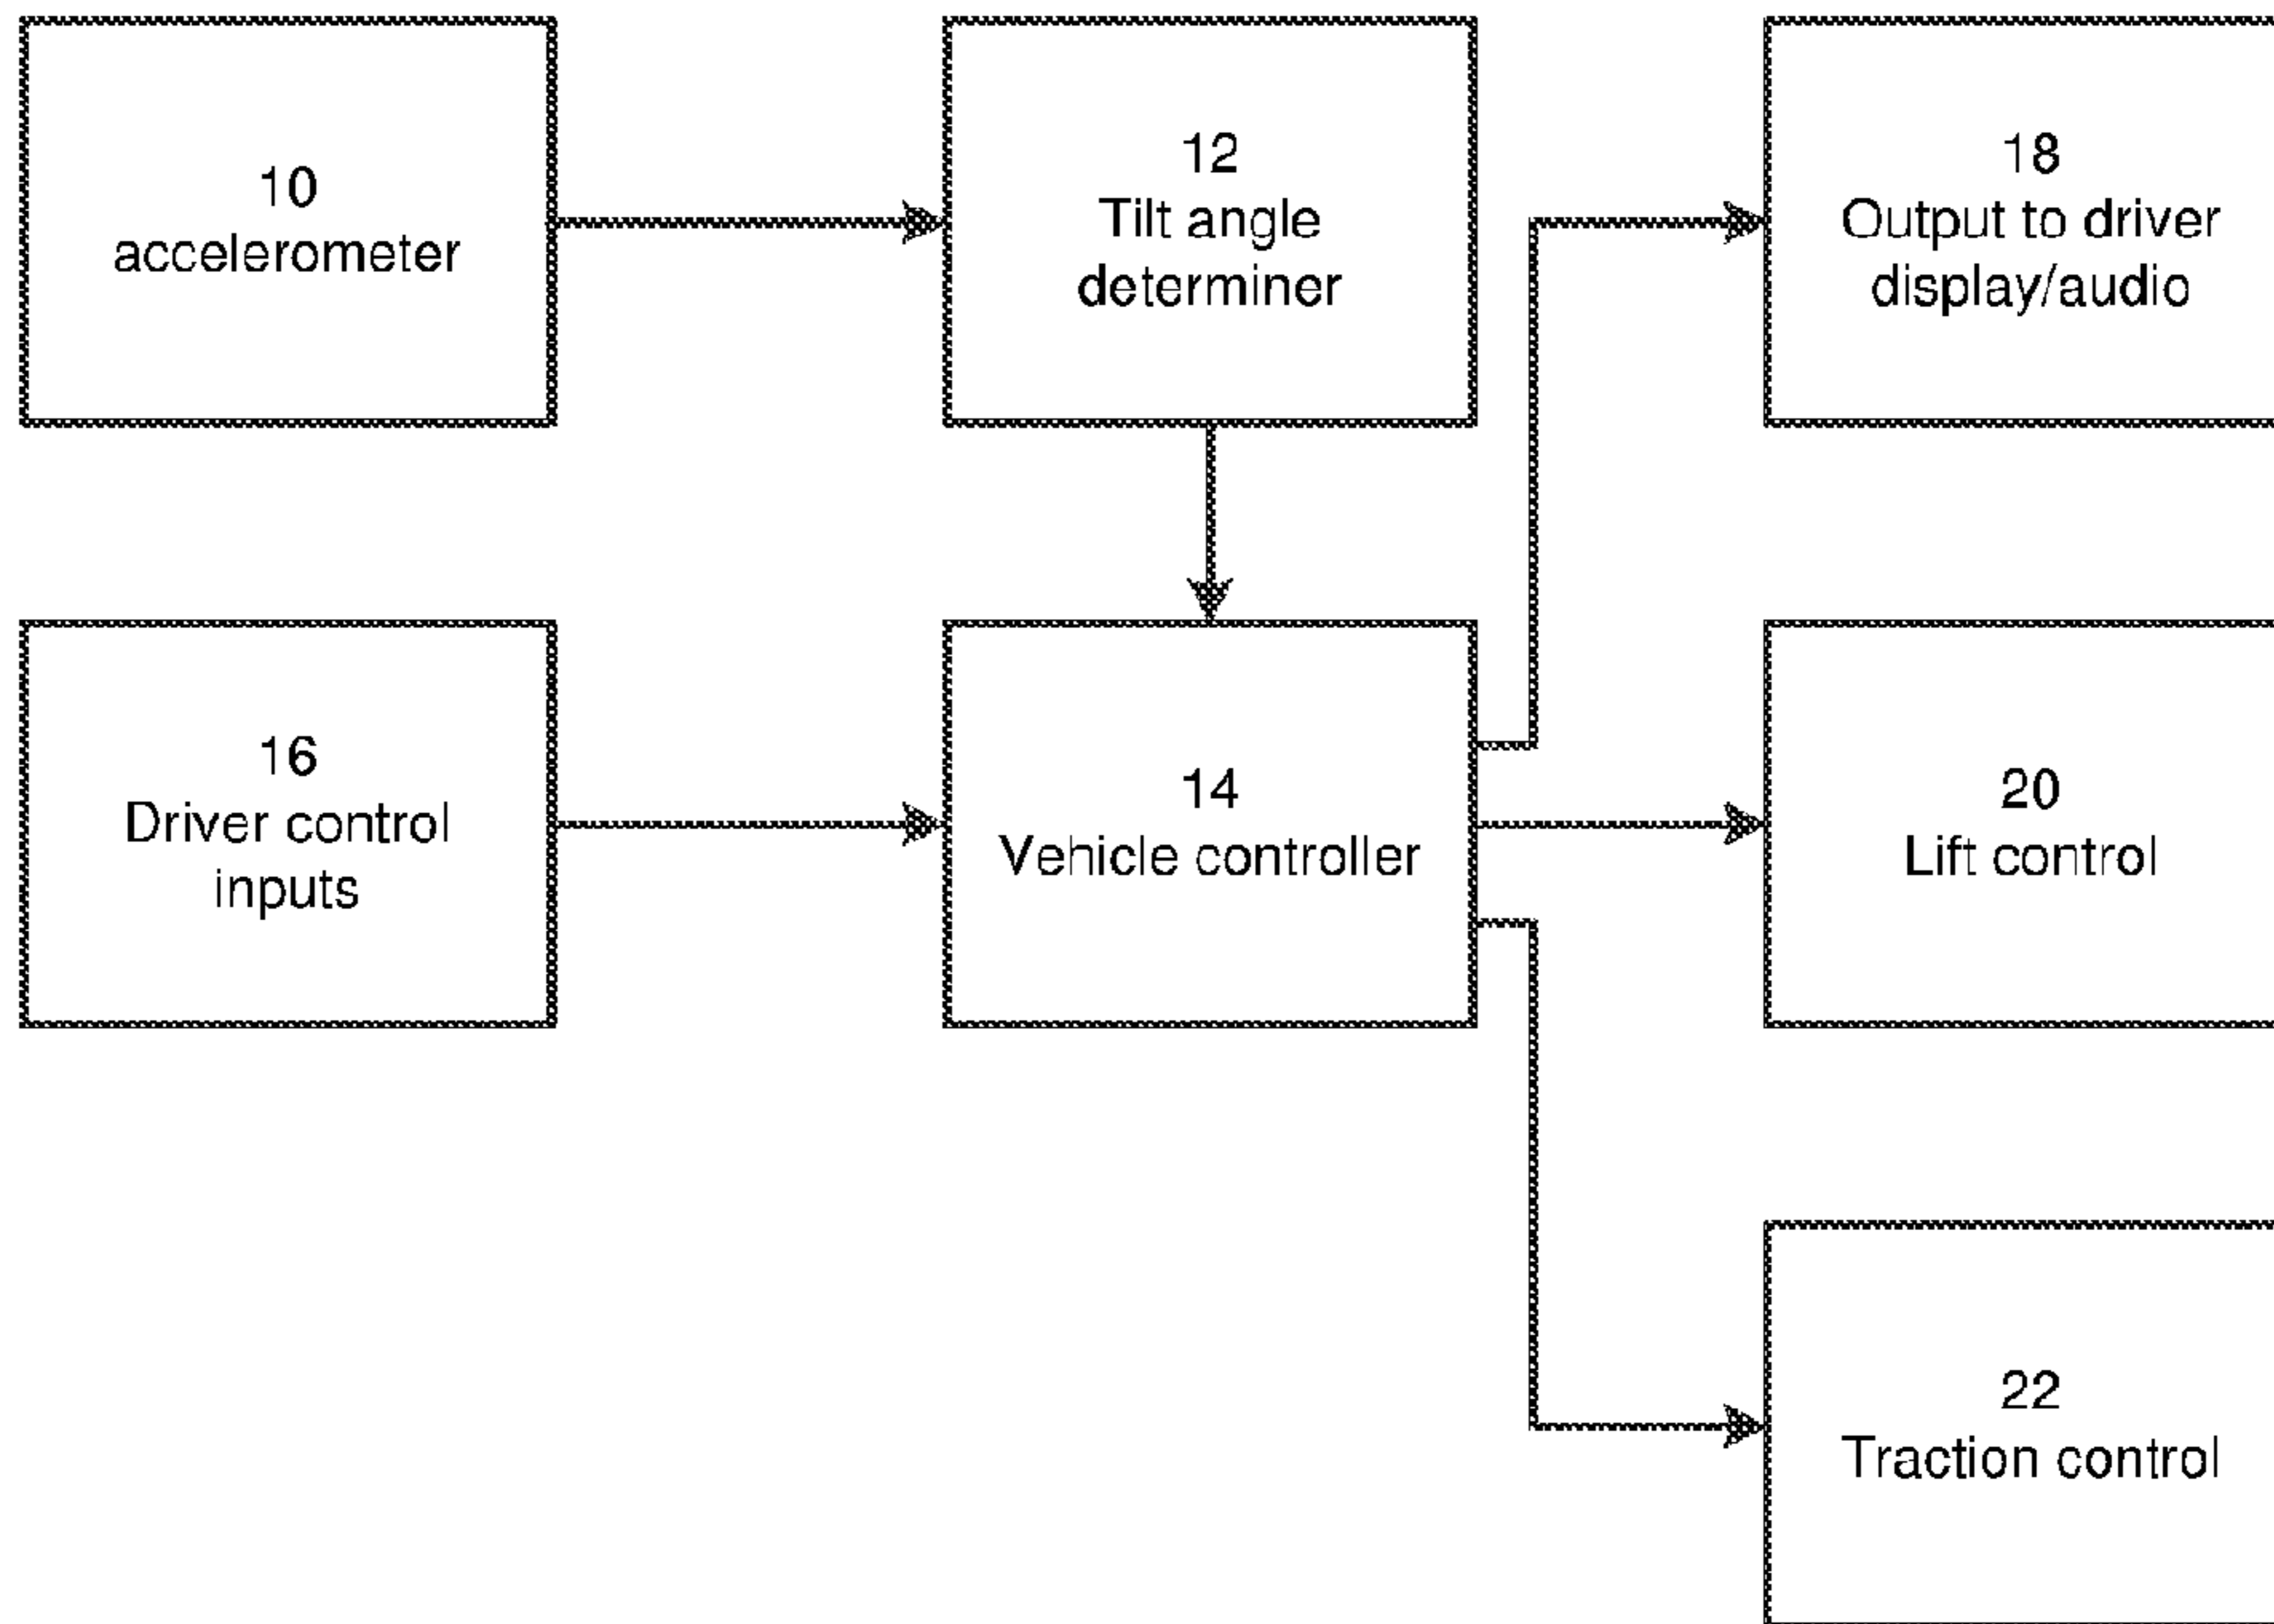 10
accelerometer
12
Tilt angle
determiner
18
Output to driver
display/audio
16
Driver control
inputs
14
Vehicle controller
20
Lift control
22
Traction control